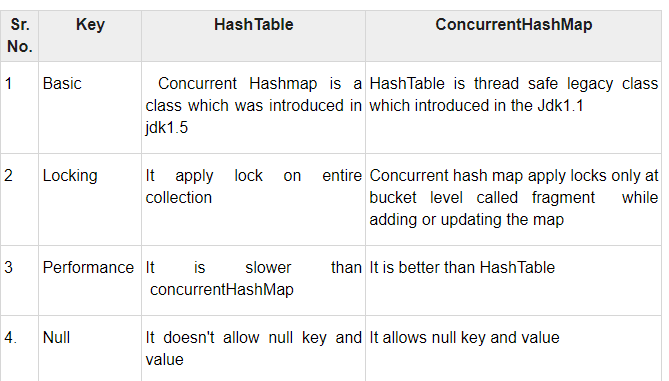 Sr. No. Key HashTable ConcurrentHashMap
1 Basic Concurrent Hashmap is a HashTable is thread safe legacy class
class which was introduced in which introduced in the Jdk1.1
jdk1.5
2 Locking It apply lock on entire Concurrent hash map apply locks only at
collection bucket level called fragment while
adding or updating the map
3 Performance It is slower than It is better than HashTable
concurrentHashMap
4. Null It doesn't allow null key and It allows null key and value
value